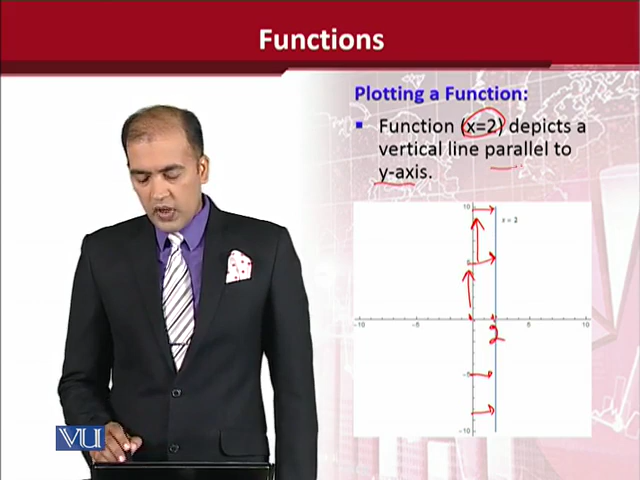 Functions
Plotting a Function:
▪ Function (x=2) depicts a
vertical line parallel to
y-axis.
10
x = 2
5
-10 -5 5 10
2
-5
-10
VU